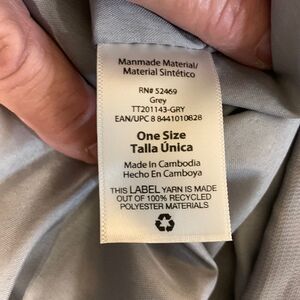 Manmade Material/
Material Sintético
RN# 52469
Grey
TT201143-GRY
EAN/UPC 8 8441010828
One Size
Talla Única
Made in Cambodia
Hecho En Camboya
THIS LABEL YARN IS MADE
OUT OF 100% RECYCLED
POLYESTER MATERIALS